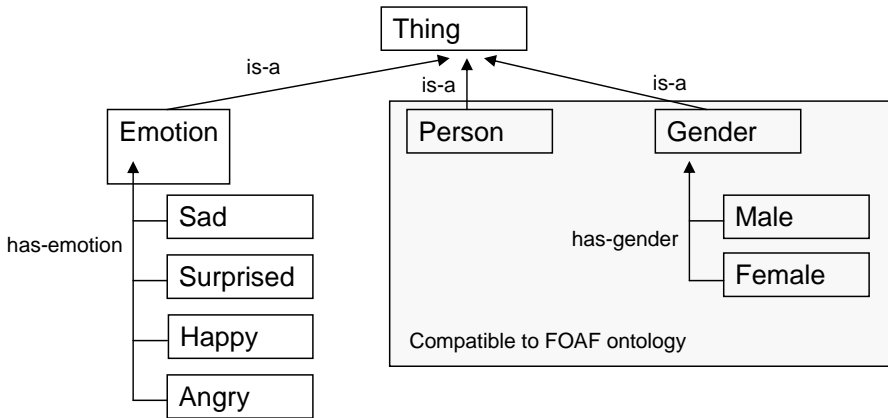 Thing
is-a
is-a
is-a
Emotion
Person
Gender
Sad
Male
has-emotion
has-gender
Surprised
Female
Happy
Compatible to FOAF ontology
Angry